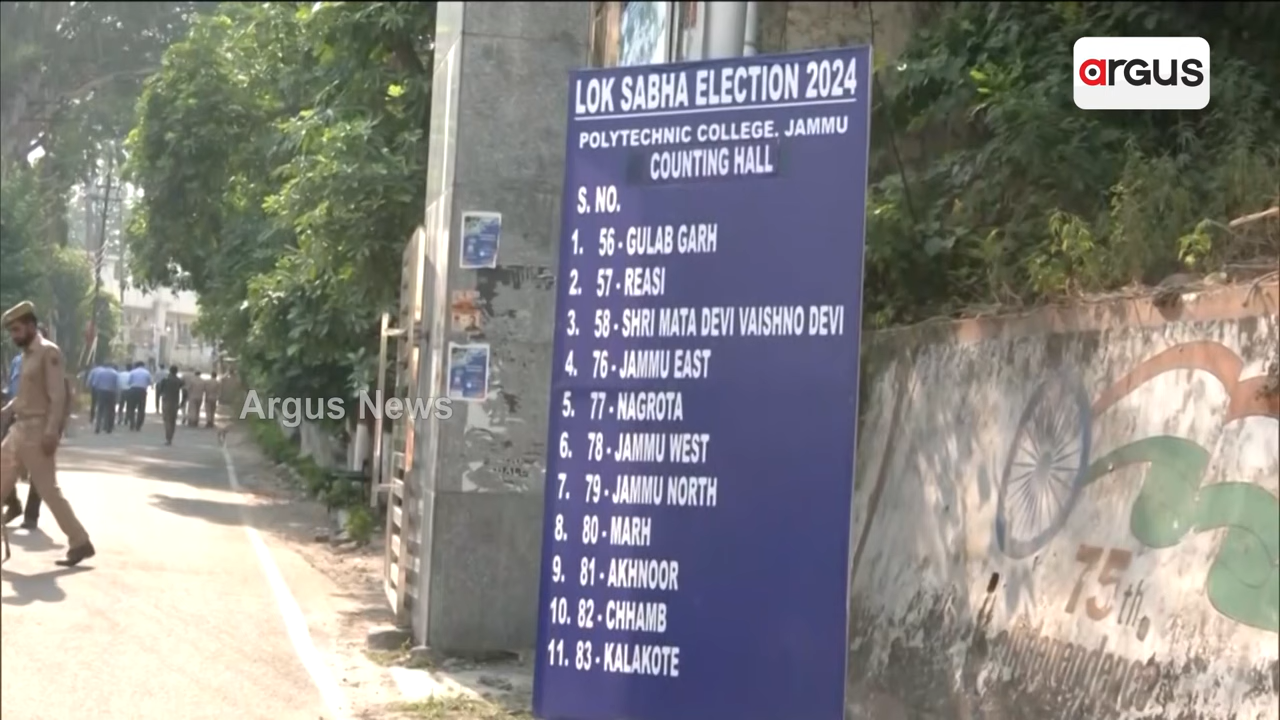 argus
LOK SABHA ELECTION 2024
POLYTECHNIC COLLEGE, JAMMU
COUNTING HALL
S. NO.
1. 56 - GULAB GARH
2. 57 - REASI
3. 58 - SHRI MATA DEVI VAISHNO DEVI
4. 76 - JAMMU EAST
5. 77 - NAGROTA
6. 78 - JAMMU WEST
7. 79 - JAMMU NORTH
8. 80 - MARH
9. 81 - AKHNOOR
10. 82 - CHHAMB
11. 83 - KALAKOTE
Argus News
75th